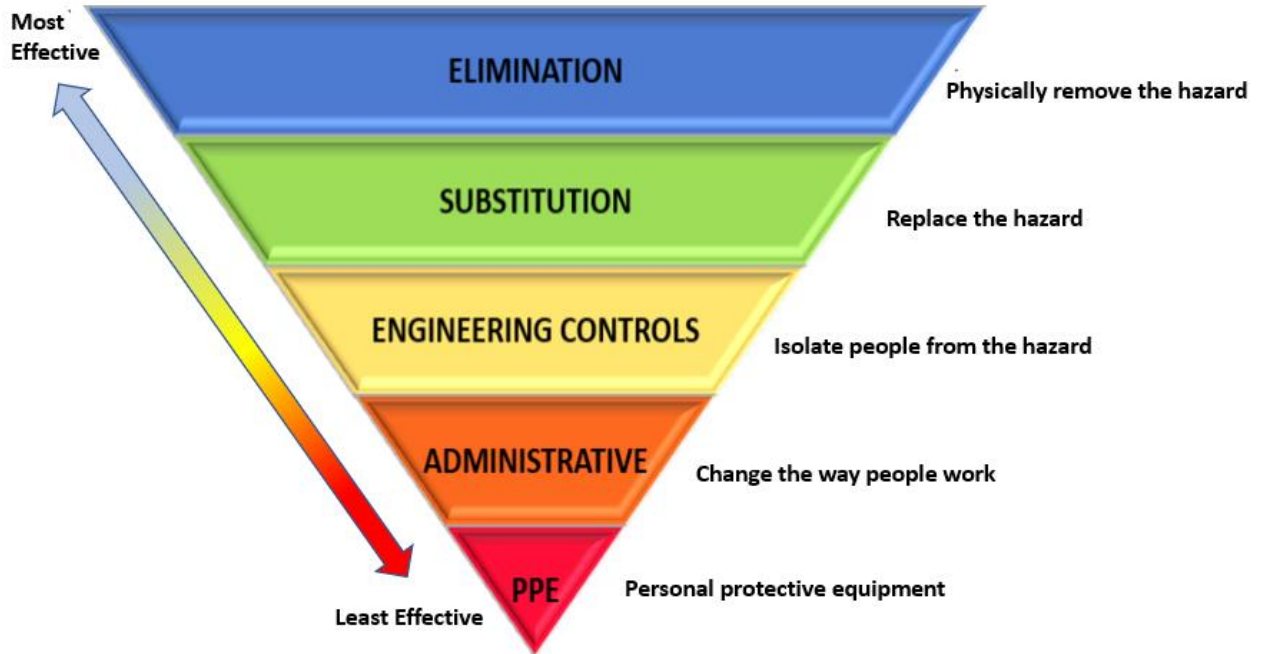 Most
Effective
ELIMINATION
Physically remove the hazard
SUBSTITUTION
Replace the hazard
ENGINEERING CONTROLS
Isolate people from the hazard
ADMINISTRATIVE
Change the way people work
PPE
Personal protective equipment
Least Effective